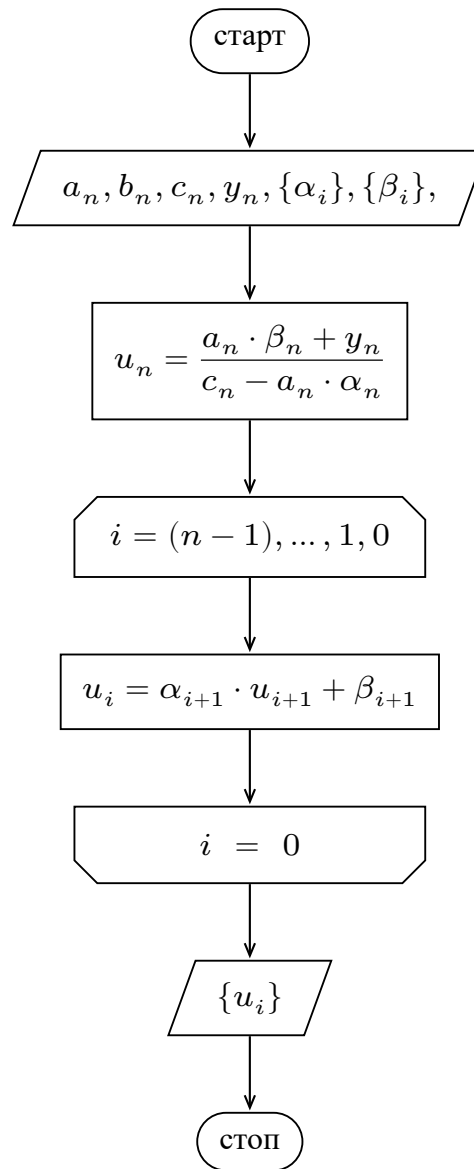 старт
a_n, b_n, c_n, y_n, {α_i}, {β_i},
u_n = \frac{a_n · β_n + y_n}{c_n − a_n · α_n}
i = (n − 1), ... , 1, 0
u_i = α_{i+1} · u_{i+1} + β_{i+1}
i = 0
{u_i}
стоп